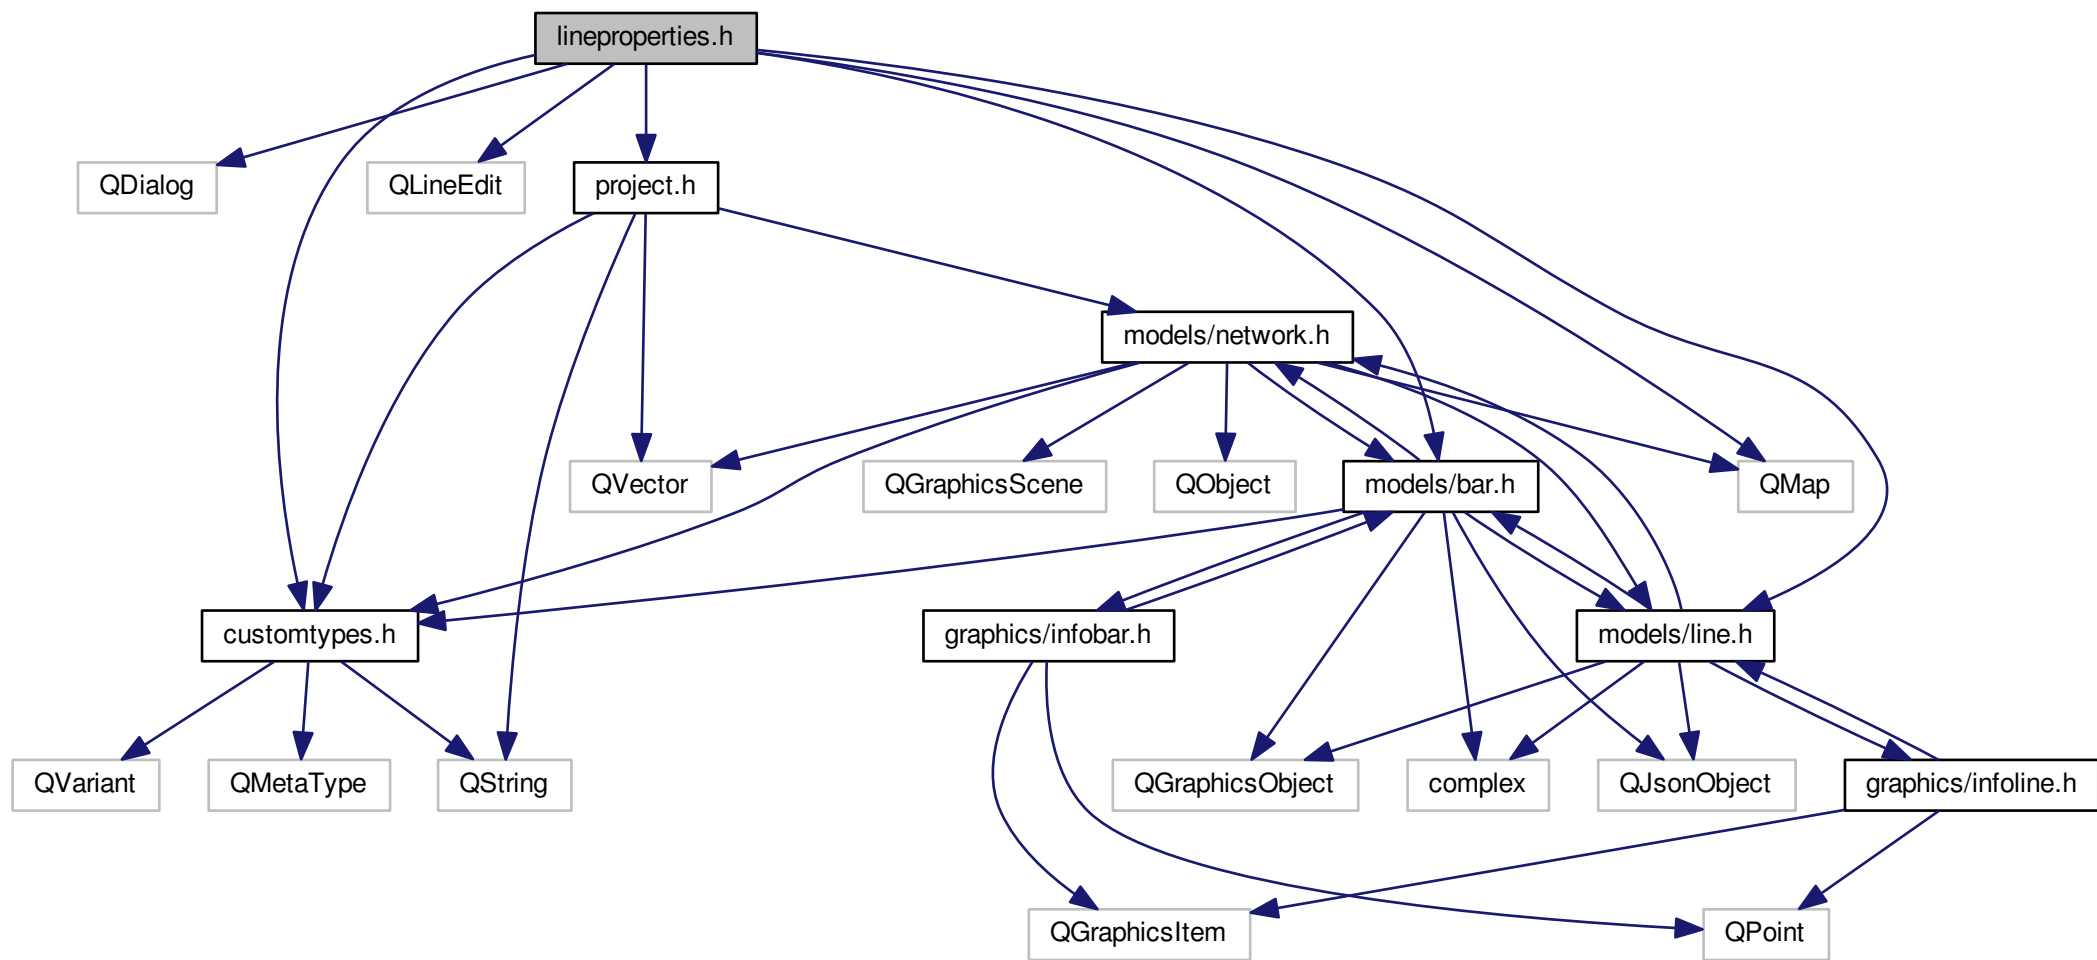 lineproperties.h
QDialog
QLineEdit
project.h
models/network.h
QVector
QGraphicsScene
QObject
models/bar.h
QMap
customtypes.h
graphics/infobar.h
models/line.h
QVariant
QMetaType
QString
QGraphicsObject
complex
QJsonObject
graphics/infoline.h
QGraphicsItem
QPoint